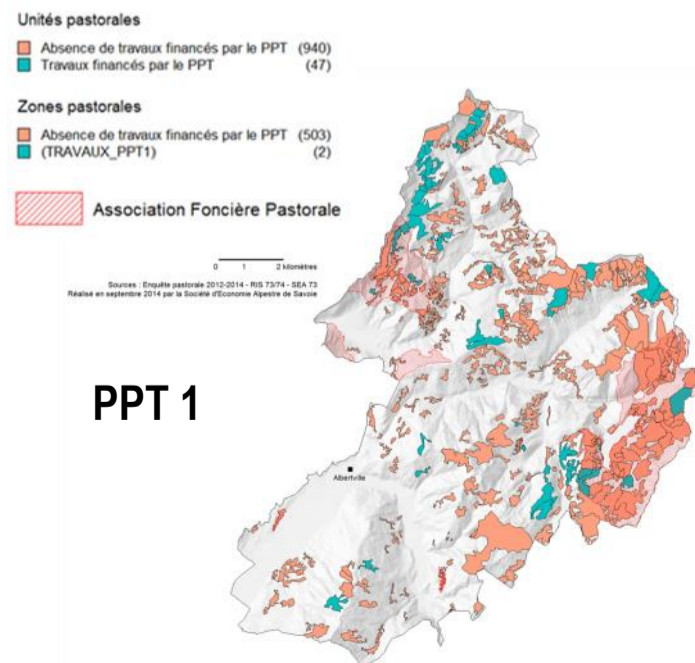 Unités pastorales
Absence de travaux financés par le PPT (940)
Travaux financés par le PPT (47)
Zones pastorales
Absence de travaux financés par le PPT (503)
(TRAVAUX_PPT1) (2)
Association Foncière Pastorale
0 1 2 kilomètres
Sources : Enquête pastorale 2012-2014 - RIS 73/74 - SEA 73
Réalisé en septembre 2014 par la Société d'Economie Alpestre de Savoie
PPT 1
Albertville